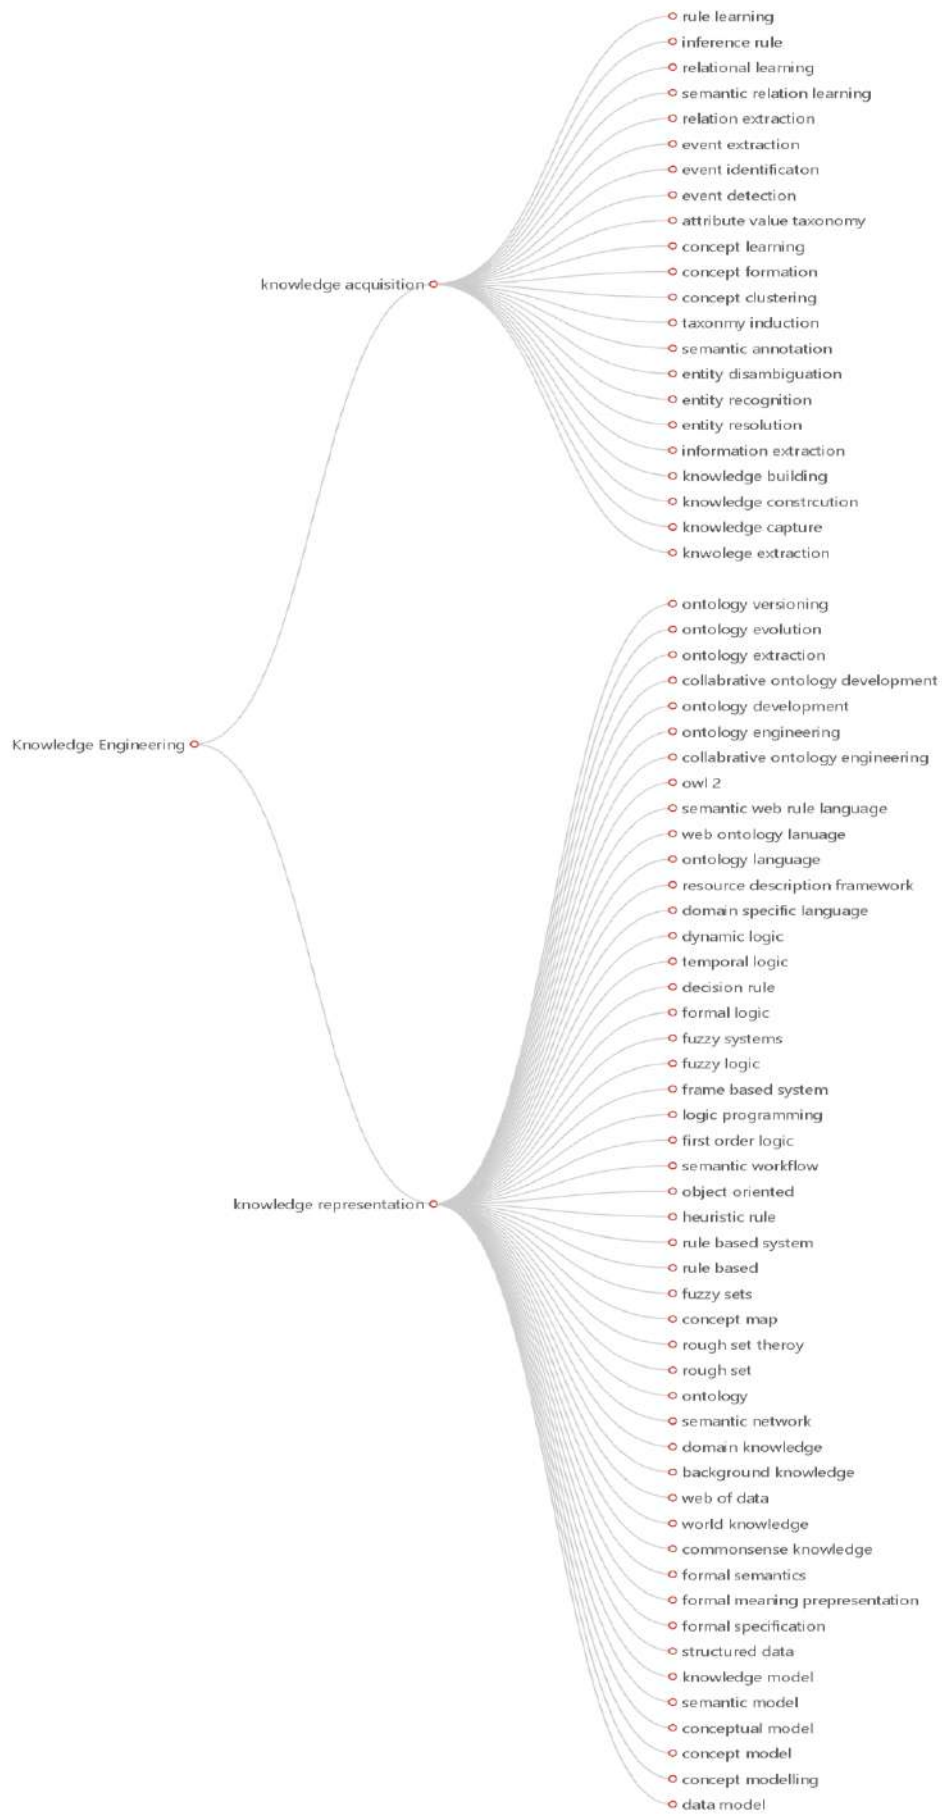 rule learning
inference rule
relational learning
semantic relation learning
relation extraction
event extraction
event identificaton
event detection
attribute value taxonomy
concept learning
concept formation
knowledge acquisition
concept clustering
taxonmy induction
semantic annotation
entity disambiguation
entity recognition
entity resolution
information extraction
knowledge building
knowledge constrcution
knowledge capture
knwolege extraction
ontology versioning
ontology evolution
ontology extraction
collabrative ontology development
ontology development
ontology engineering
Knowledge Engineering
collabrative ontology engineering
owl 2
semantic web rule language
web ontology lanuage
ontology language
resource description framework
domain specific language
dynamic logic
temporal logic
decision rule
formal logic
fuzzy systems
fuzzy logic
frame based system
logic programming
first order logic
semantic workflow
object oriented
knowledge representation
heuristic rule
rule based system
rule based
fuzzy sets
concept map
rough set theroy
rough set
ontology
semantic network
domain knowledge
background knowledge
web of data
world knowledge
commonsense knowledge
formal semantics
formal meaning prepresentation
formal specification
structured data
knowledge model
semantic model
conceptual model
concept model
concept modelling
data model